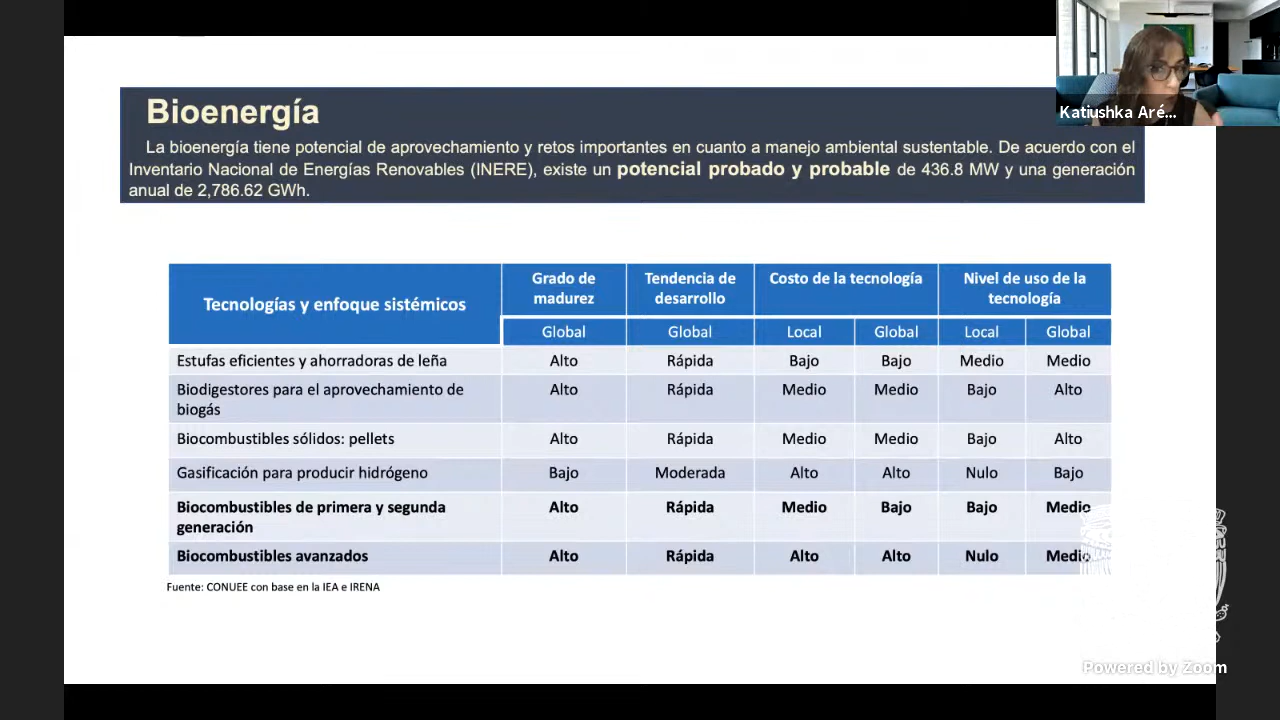 Katiushka Aré...
Bioenergía
La bioenergía tiene potencial de aprovechamiento y retos importantes en cuanto a manejo ambiental sustentable. De acuerdo con el
Inventario Nacional de Energías Renovables (INERE), existe un potencial probado y probable de 436.8 MW y una generación
anual de 2,786.62 GWh.
Tecnologías y enfoque sistémicos
Grado de
madurez
Tendencia de
desarrollo
Costo de la tecnología
Nivel de uso de la
tecnología
Global Global Local Global Local Global
Estufas eficientes y ahorradoras de leña Alto Rápida Bajo Bajo Medio Medio
Biodigestores para el aprovechamiento de
biogás
Alto Rápida Medio Medio Bajo Alto
Biocombustibles sólidos: pellets Alto Rápida Medio Medio Bajo Alto
Gasificación para producir hidrógeno Bajo Moderada Alto Alto Nulo Bajo
Biocombustibles de primera y segunda
generación
Alto Rápida Medio Bajo Bajo Medio
Biocombustibles avanzados Alto Rápida Alto Alto Nulo Medio
Fuente: CONUEE con base en la IEA e IRENA
Powered by Zoom